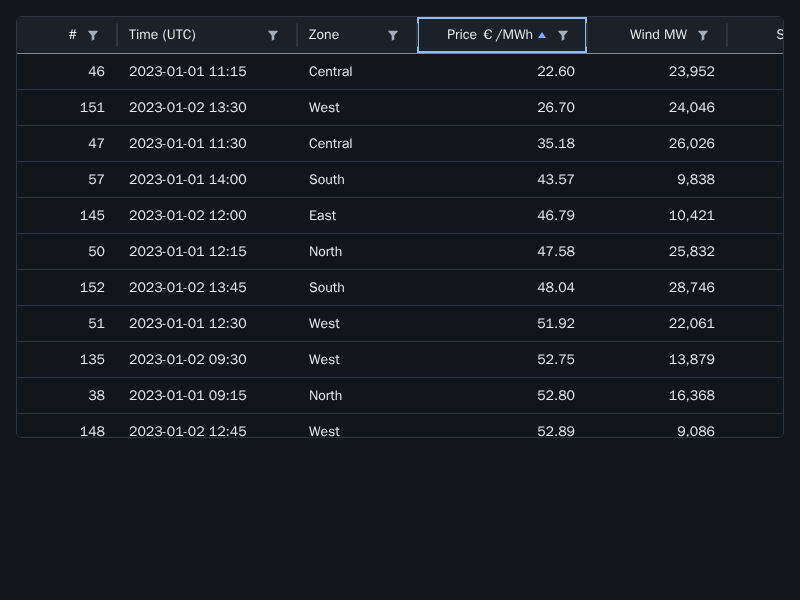 # Time (UTC) Zone Price €/MWh Wind MW S
46 2023-01-01 11:15 Central 22.60 23,952
151 2023-01-02 13:30 West 26.70 24,046
47 2023-01-01 11:30 Central 35.18 26,026
57 2023-01-01 14:00 South 43.57 9,838
145 2023-01-02 12:00 East 46.79 10,421
50 2023-01-01 12:15 North 47.58 25,832
152 2023-01-02 13:45 South 48.04 28,746
51 2023-01-01 12:30 West 51.92 22,061
135 2023-01-02 09:30 West 52.75 13,879
38 2023-01-01 09:15 North 52.80 16,368
148 2023-01-02 12:45 West 52.89 9,086